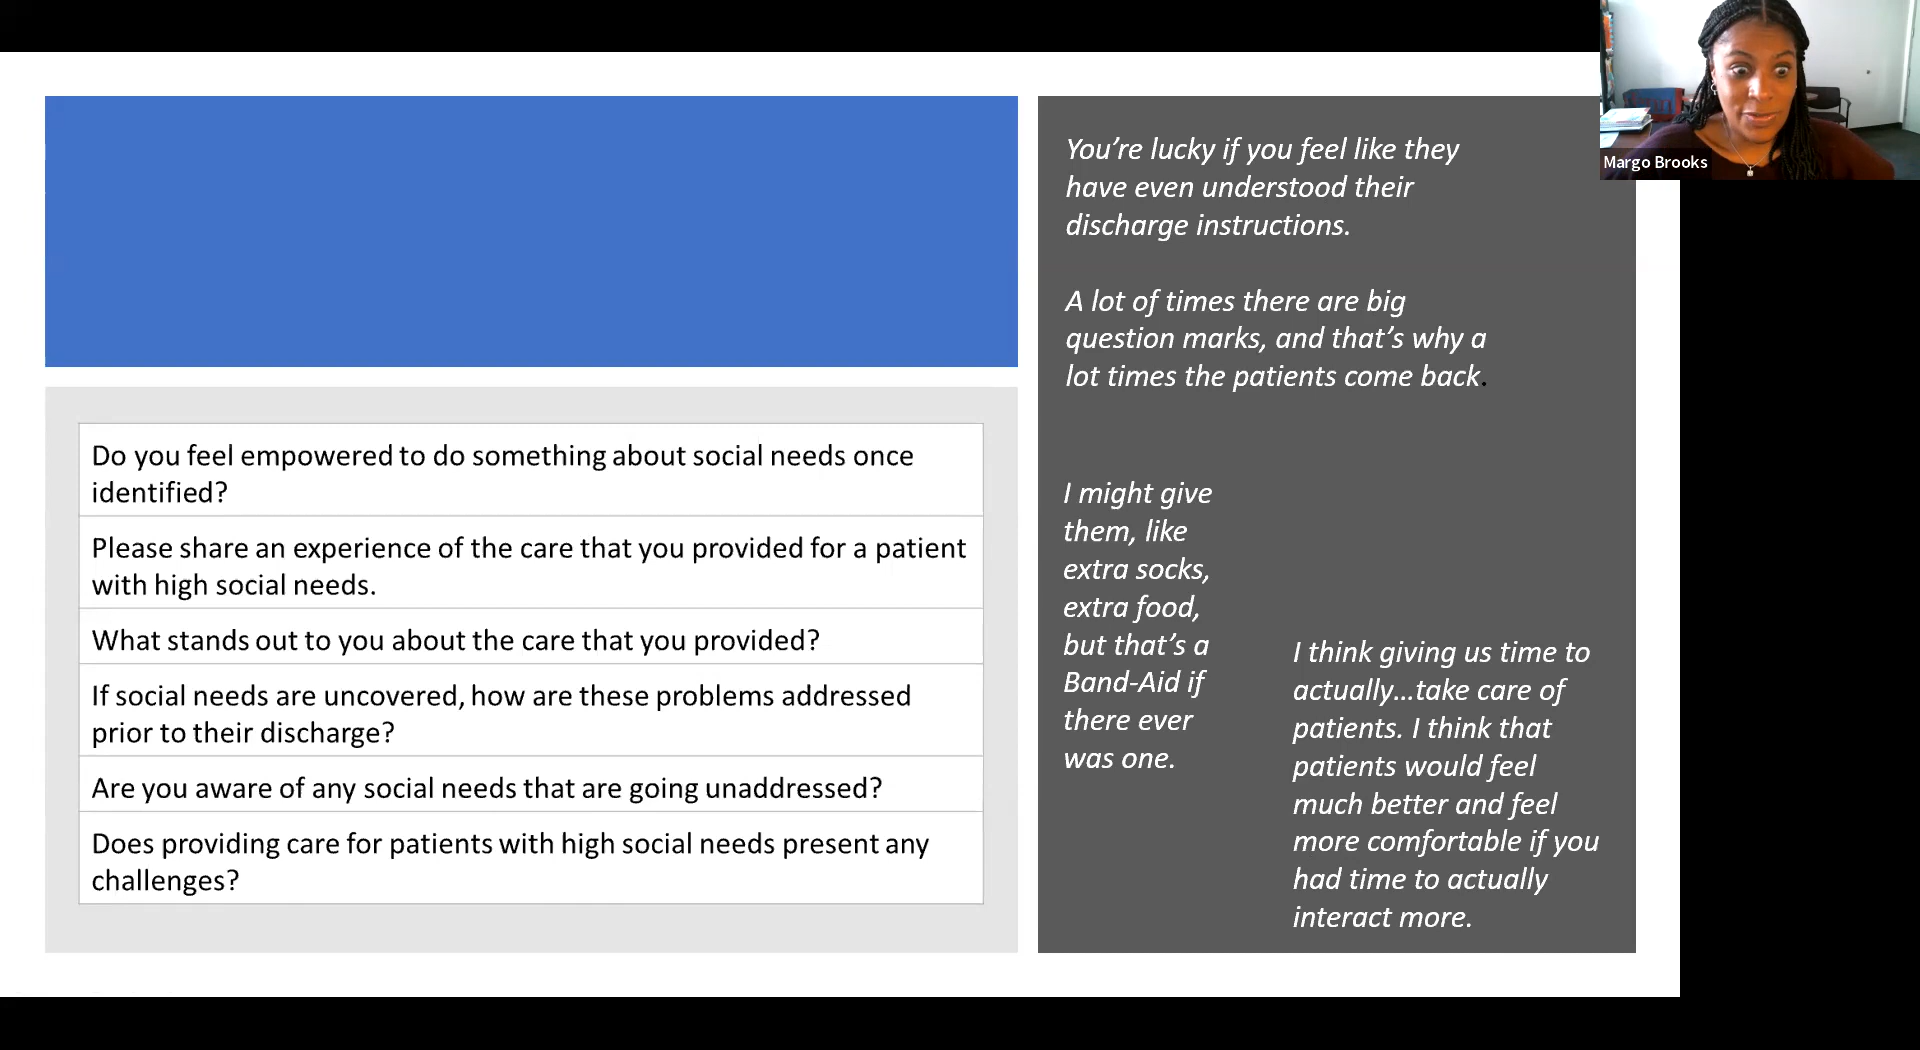 Do you feel empowered to do something about social needs once
identified?
Please share an experience of the care that you provided for a patient
with high social needs.
What stands out to you about the care that you provided?
If social needs are uncovered, how are these problems addressed
prior to their discharge?
Are you aware of any social needs that are going unaddressed?
Does providing care for patients with high social needs present any
challenges?
You’re lucky if you feel like they
have even understood their
discharge instructions.
A lot of times there are big
question marks, and that’s why a
lot times the patients come back.
I might give
them, like
extra socks,
extra food,
but that’s a
Band-Aid if
there ever
was one.
I think giving us time to
actually…take care of
patients. I think that
patients would feel
much better and feel
more comfortable if you
had time to actually
interact more.
Margo Brooks